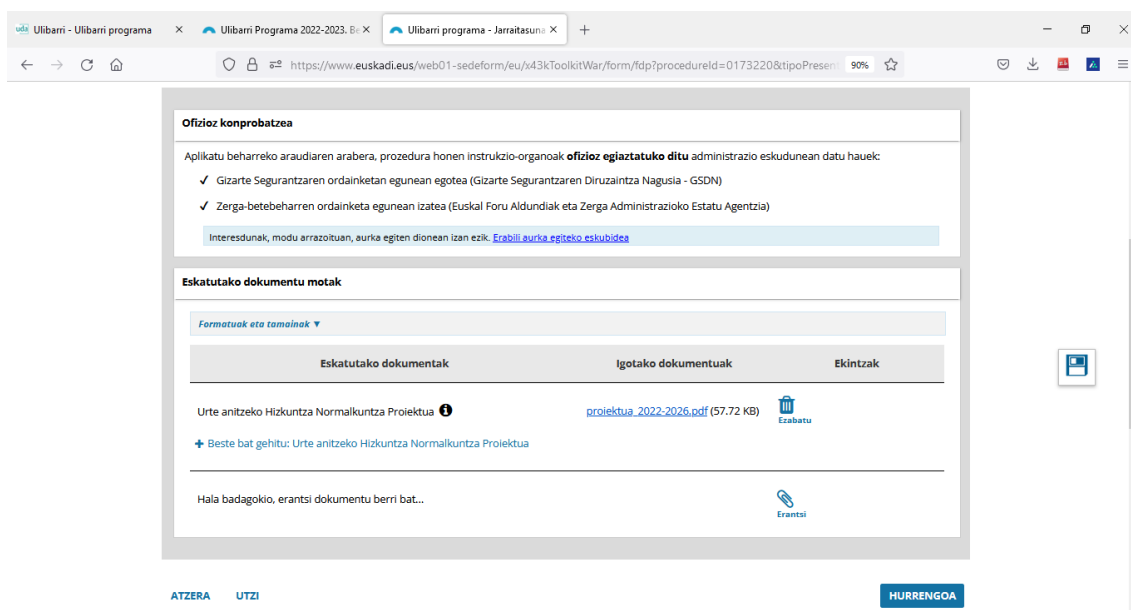 uda Ulibarri - Ulibarri programa
Ulibarri Programa 2022-2023. Be
Ulibarri programa - Jarraitasuna
https://www.euskadi.eus/web01-sedeform/eu/x43kToolkitWar/form/fdp?procedureId=0173220&tipoPresen
90%
Ofizioz konprobatzea
Aplikatu beharreko araudiaren arabera, prozedura honen instrukzio-organoak ofizioz egiaztatuko ditu administrazio eskudunean datu hauek:
✓ Gizarte Segurantzaren ordainketan egunean egotea (Gizarte Segurantzaren Diruzaintza Nagusia - GSDN)
✓ Zerga-betebeharren ordainketa egunean izatea (Euskal Foru Aldundiak eta Zerga Administrazioko Estatu Agentzia)
Interesdunak, modu arrazoituan, aurka egiten dionean izan ezik. Erabili aurka egiteko eskubidea
Eskatutako dokumentu motak
Formatuak eta tamainak ▼
Eskatutako dokumentak Igotako dokumentuak Ekintzak
Urte anitzeko Hizkuntza Normalkuntza Proiektua proiektua_2022-2026.pdf (57.72 KB)
Ezabatu
+ Beste bat gehitu: Urte anitzeko Hizkuntza Normalkuntza Proiektua
Hala badagokio, erantsi dokumentu berri bat...
Erantsi
ATZERA UTZI HURRENGOA